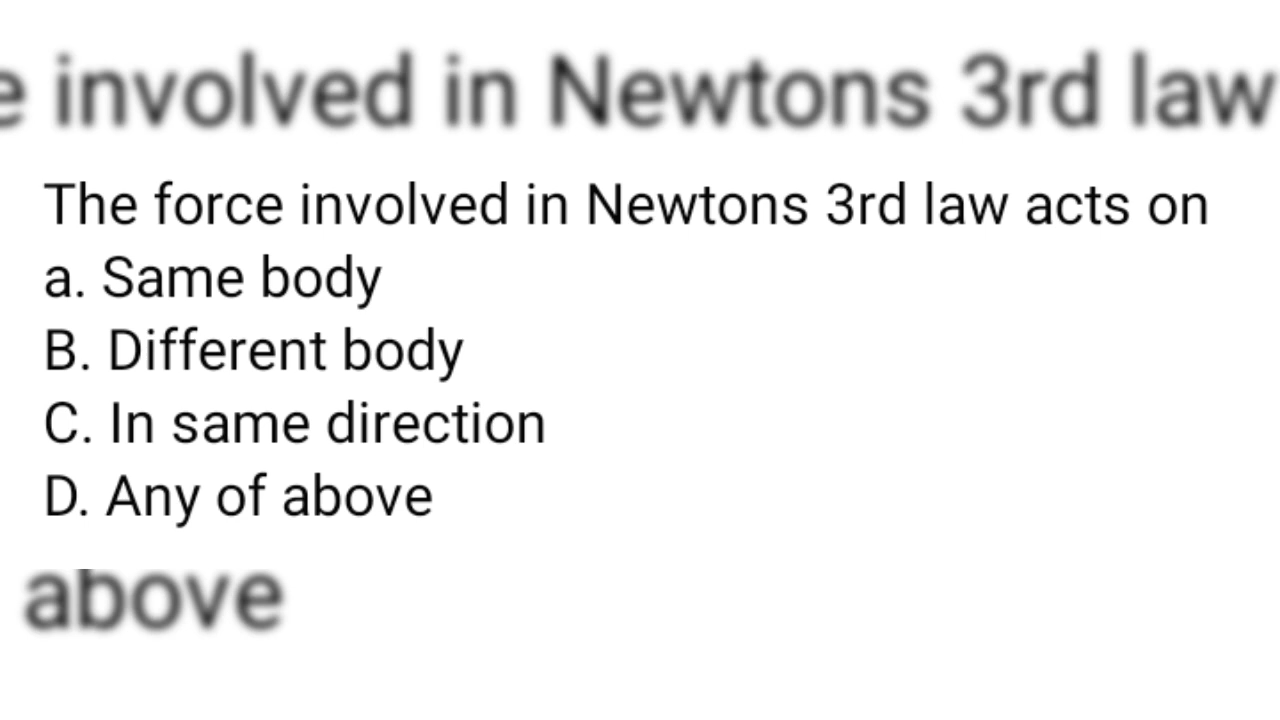 e involved in Newtons 3rd law
The force involved in Newtons 3rd law acts on
a. Same body
B. Different body
C. In same direction
D. Any of above
above